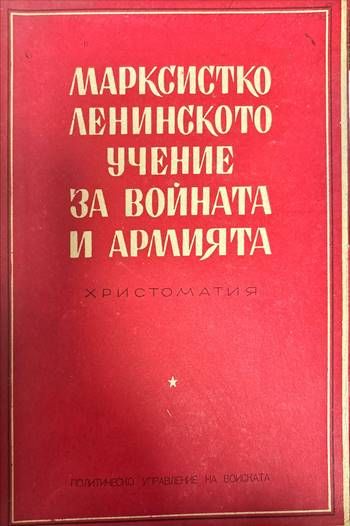 МАРКСИСТКО
ЛЕНИНСКОТО
УЧЕНИЕ
ЗА ВОЙНАТА
И АРМИЯТА
ХРИСТОМАТИЯ
ПОЛИТИЧЕСКО УПРАВЛЕНИЕ НА ВОЙСКАТА